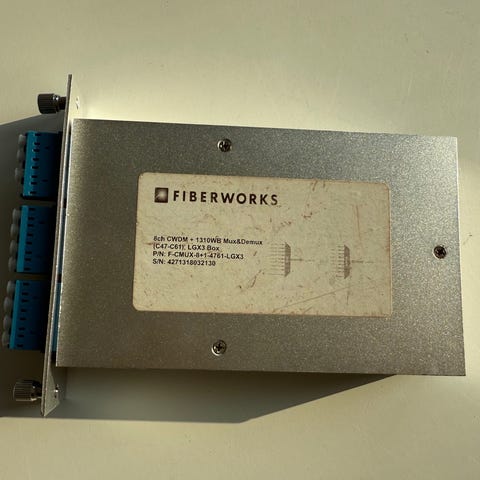 FIBERWORKS
8ch CWDM + 1310WB Mux&Demux
(C47-C61), LGX3 Box
P/N: F-CMUX-8+1-4761-LGX3
S/N: 4271318032130